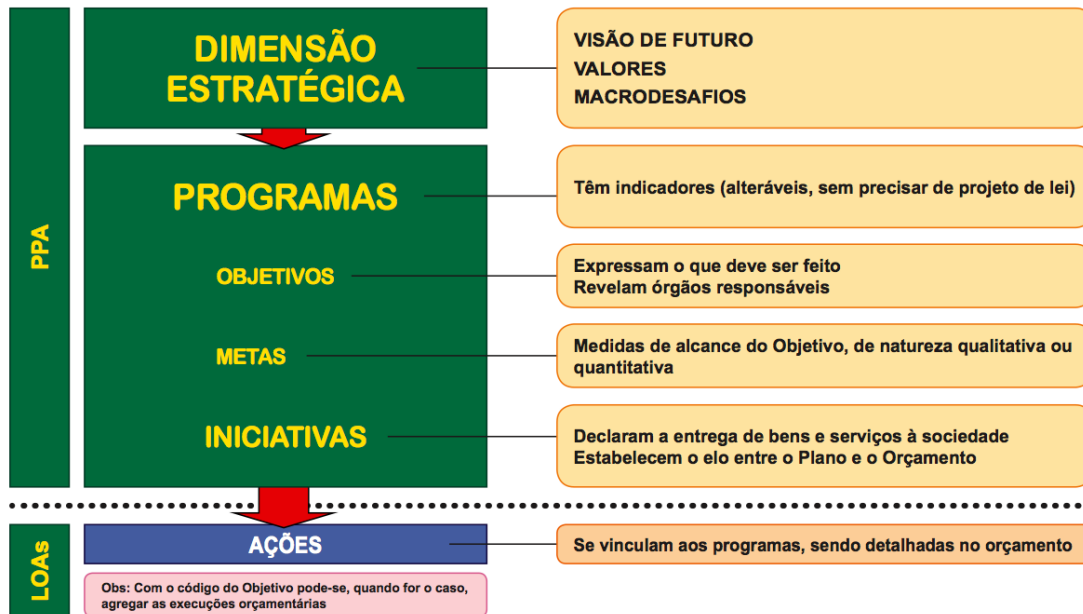 PPA
DIMENSÃO
ESTRATÉGICA
VISÃO DE FUTURO
VALORES
MACRODESAFIOS
PROGRAMAS
Têm indicadores (alteráveis, sem precisar de projeto de lei)
OBJETIVOS
Expressam o que deve ser feito
Revelam órgãos responsáveis
METAS
Medidas de alcance do Objetivo, de natureza qualitativa ou
quantitativa
INICIATIVAS
Declaram a entrega de bens e serviços à sociedade
Estabelecem o elo entre o Plano e o Orçamento
LOAs
AÇÕES
Se vinculam aos programas, sendo detalhadas no orçamento
Obs: Com o código do Objetivo pode-se, quando for o caso,
agregar as execuções orçamentárias